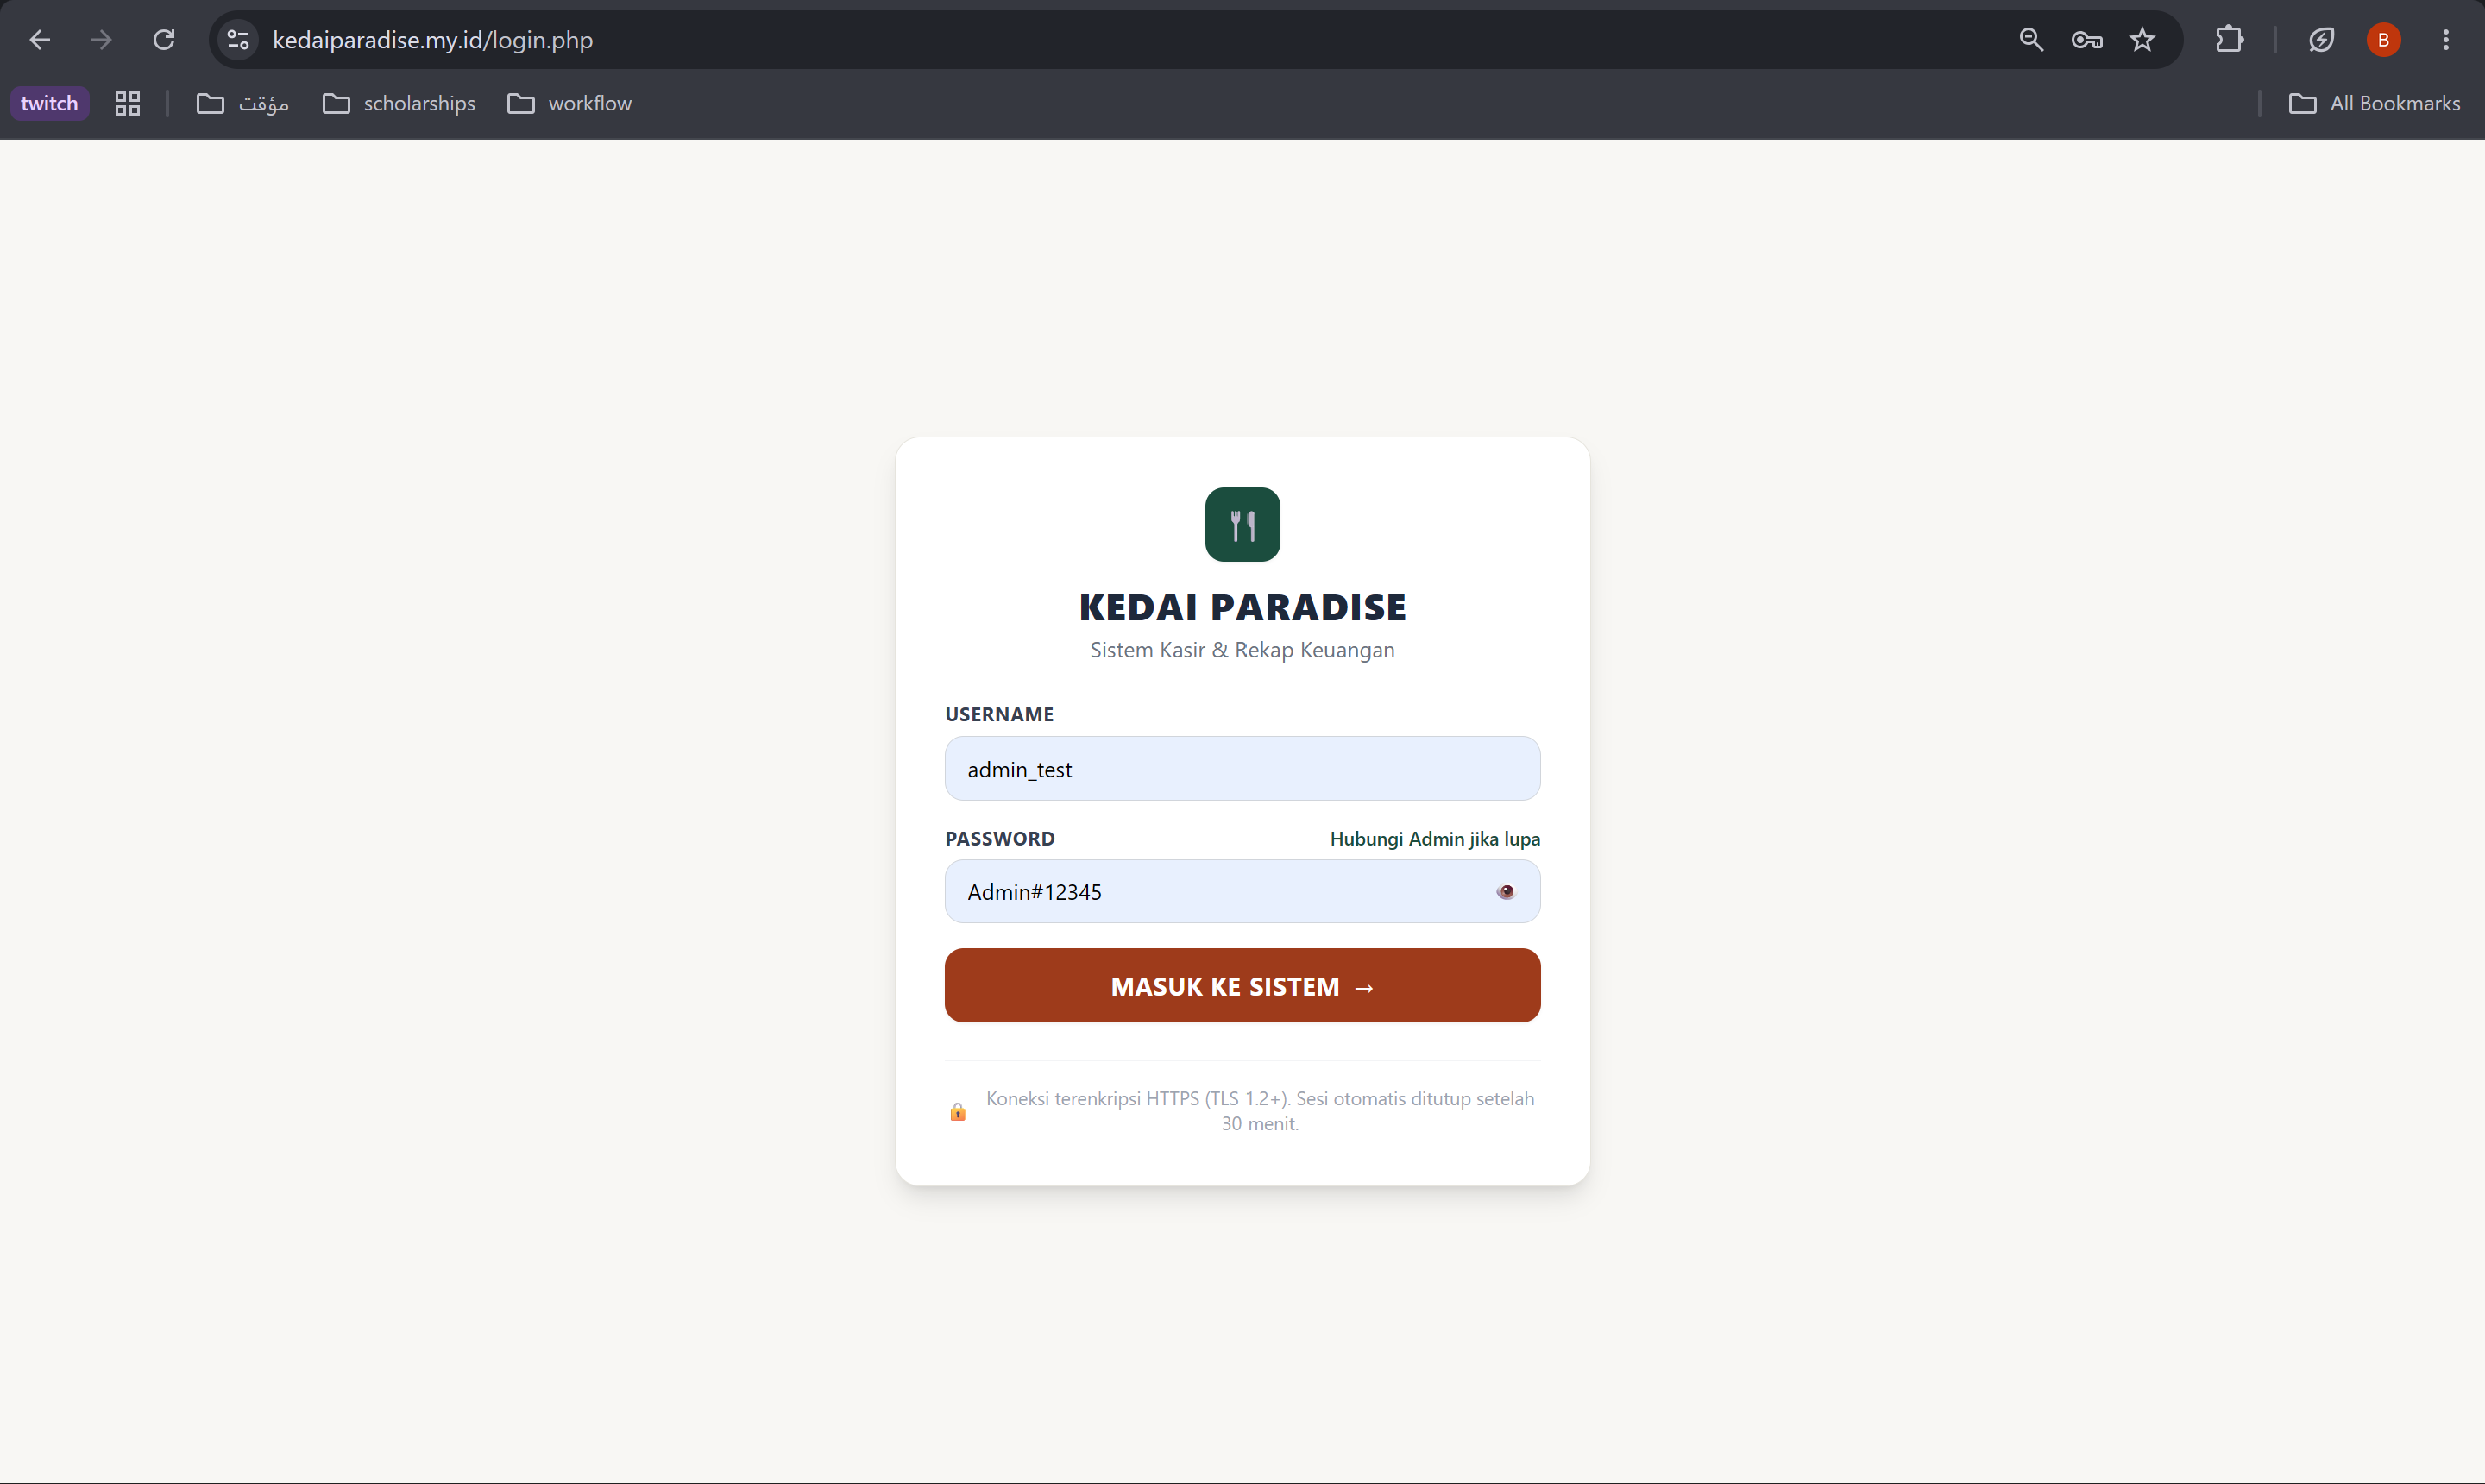 kedaiparadise.my.id/login.php
B
twitch
مؤقت
scholarships
workflow
All Bookmarks
KEDAI PARADISE
Sistem Kasir & Rekap Keuangan
USERNAME
admin_test
PASSWORD
Hubungi Admin jika lupa
Admin#12345
MASUK KE SISTEM →
Koneksi terenkripsi HTTPS (TLS 1.2+). Sesi otomatis ditutup setelah
30 menit.